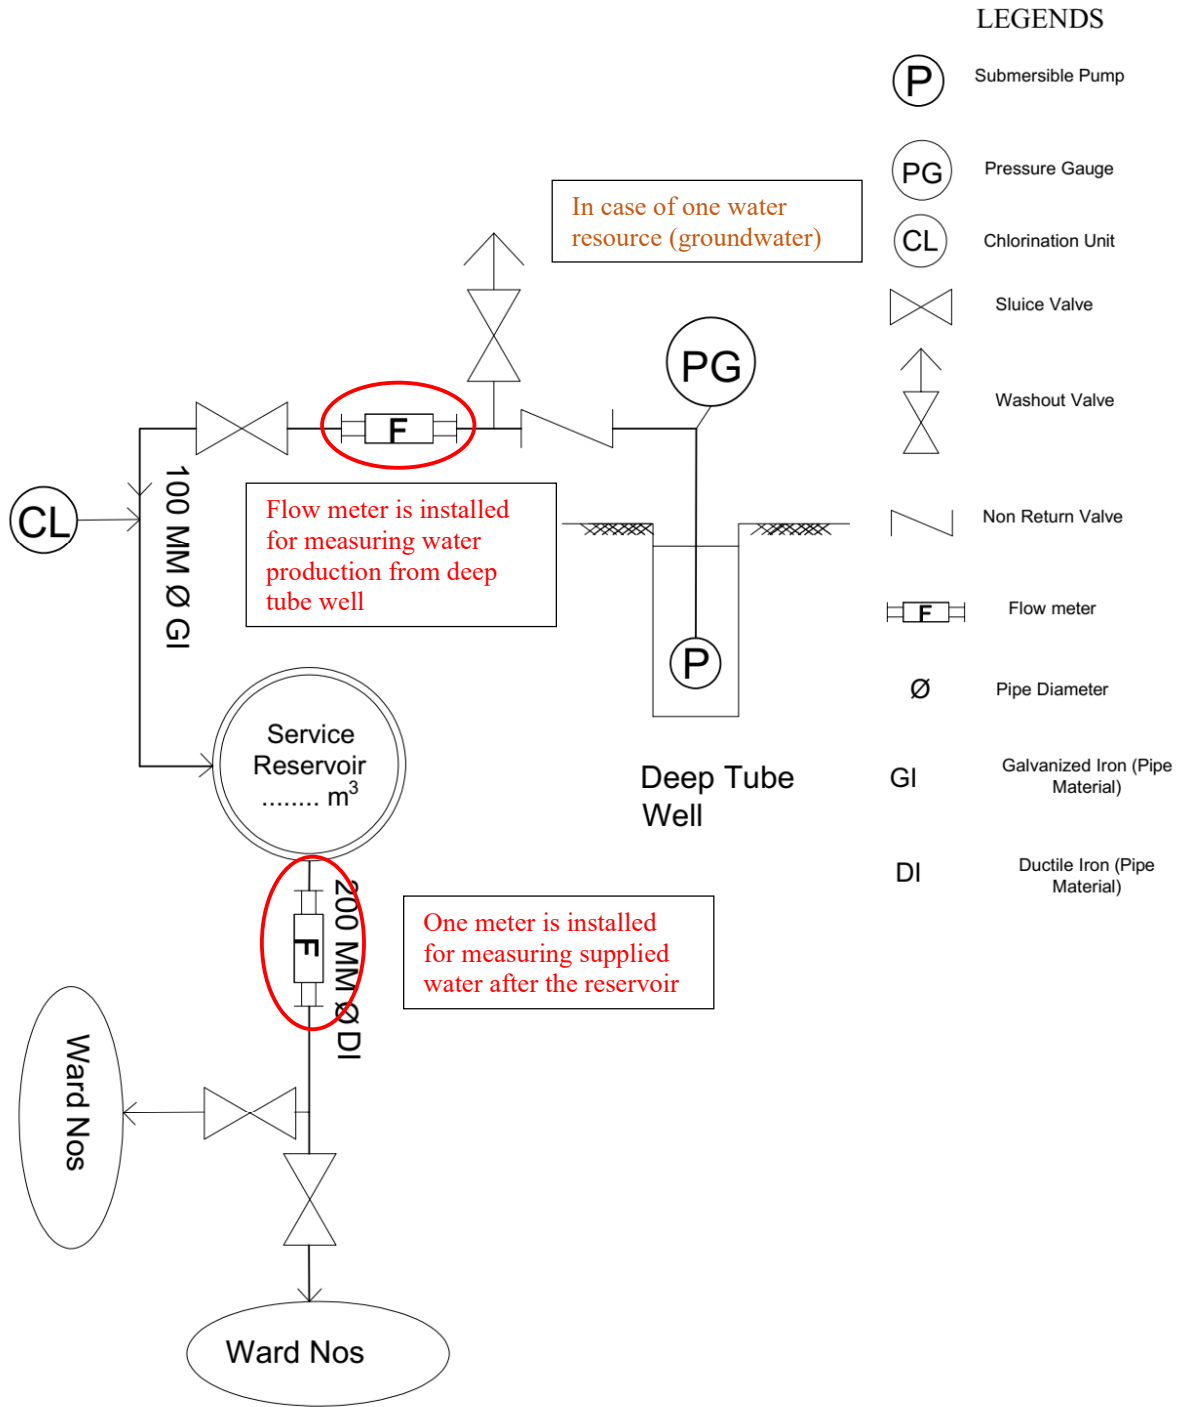 LEGENDS
P
Submersible Pump
PG
Pressure Gauge
CL
Chlorination Unit
Sluice Valve
Washout Valve
Non Return Valve
F
Flow meter
Ø
Pipe Diameter
GI
Galvanized Iron (Pipe
Material)
DI
Ductile Iron (Pipe
Material)
In case of one water
resource (groundwater)
PG
F
Flow meter is installed
for measuring water
production from deep
tube well
CL
100 MM Ø GI
P
Deep Tube
Well
Service
Reservoir
........ m³
200 MM Ø DI
F
One meter is installed
for measuring supplied
water after the reservoir
Ward Nos
Ward Nos